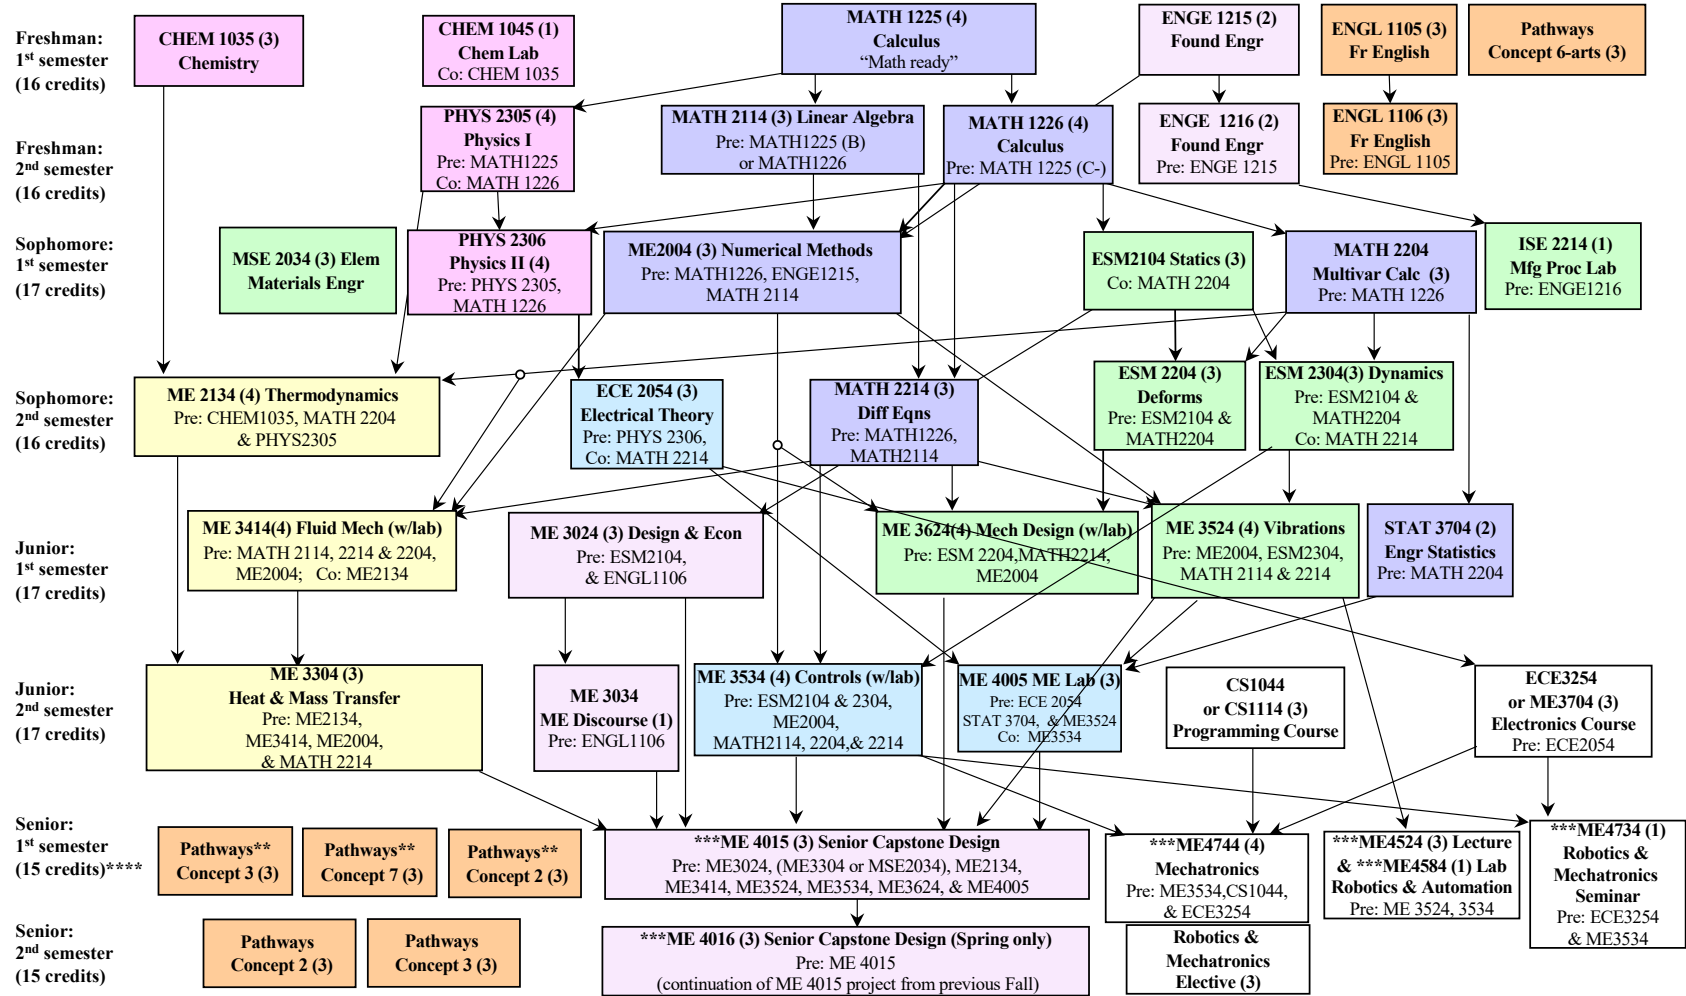 Freshman:
1st semester
(16 credits)
CHEM 1035 (3)
Chemistry
CHEM 1045 (1)
Chem Lab
Co: CHEM 1035
MATH 1225 (4)
Calculus
“Math ready”
ENGE 1215 (2)
Found Engr
ENGL 1105 (3)
Fr English
Pathways
Concept 6-arts (3)
Freshman:
2nd semester
(16 credits)
PHYS 2305 (4)
Physics I
Pre: MATH1225
Co: MATH 1226
MATH 2114 (3) Linear Algebra
Pre: MATH1225 (B)
or MATH1226
MATH 1226 (4)
Calculus
Pre: MATH 1225 (C-)
ENGE 1216 (2)
Found Engr
Pre: ENGE 1215
ENGL 1106 (3)
Fr English
Pre: ENGL 1105
Sophomore:
1st semester
(17 credits)
MSE 2034 (3) Elem
Materials Engr
PHYS 2306
Physics II (4)
Pre: PHYS 2305,
MATH 1226
ME2004 (3) Numerical Methods
Pre: MATH1226, ENGE1215,
MATH 2114
ESM2104 Statics (3)
Co: MATH 2204
MATH 2204
Multivar Calc (3)
Pre: MATH 1226
ISE 2214 (1)
Mfg Proc Lab
Pre: ENGE1216
Sophomore:
2nd semester
(16 credits)
ME 2134 (4) Thermodynamics
Pre: CHEM1035, MATH 2204
& PHYS2305
ECE 2054 (3)
Electrical Theory
Pre: PHYS 2306,
Co: MATH 2214
MATH 2214 (3)
Diff Eqns
Pre: MATH1226,
MATH2114
ESM 2204 (3)
Deforms
Pre: ESM2104 &
MATH2204
ESM 2304(3) Dynamics
Pre: ESM2104 &
MATH2204
Co: MATH 2214
Junior:
1st semester
(17 credits)
ME 3414(4) Fluid Mech (w/lab)
Pre: MATH 2114, 2214 & 2204,
ME2004; Co: ME2134
ME 3024 (3) Design & Econ
Pre: ESM2104,
& ENGL1106
ME 3624(4) Mech Design (w/lab)
Pre: ESM 2204,MATH2214,
ME2004
ME 3524 (4) Vibrations
Pre: ME2004, ESM2304,
MATH 2114 & 2214
STAT 3704 (2)
Engr Statistics
Pre: MATH 2204
Junior:
2nd semester
(17 credits)
ME 3304 (3)
Heat & Mass Transfer
Pre: ME2134,
ME3414, ME2004,
& MATH 2214
ME 3034
ME Discourse (1)
Pre: ENGL1106
ME 3534 (4) Controls (w/lab)
Pre: ESM2104 & 2304,
ME2004,
MATH2114, 2204,& 2214
ME 4005 ME Lab (3)
Pre: ECE 2054
STAT 3704, & ME3524
Co: ME3534
CS1044
or CS1114 (3)
Programming Course
ECE3254
or ME3704 (3)
Electronics Course
Pre: ECE2054
Senior:
1st semester
(15 credits)****
Pathways**
Concept 3 (3)
Pathways**
Concept 7 (3)
Pathways**
Concept 2 (3)
***ME 4015 (3) Senior Capstone Design
Pre: ME3024, (ME3304 or MSE2034), ME2134,
ME3414, ME3524, ME3534, ME3624, & ME4005
***ME4744 (4)
Mechatronics
Pre: ME3534,CS1044,
& ECE3254
***ME4524 (3) Lecture
& ***ME4584 (1) Lab
Robotics & Automation
Pre: ME 3524, 3534
***ME4734 (1)
Robotics &
Mechatronics
Seminar
Pre: ECE3254
& ME3534
Senior:
2nd semester
(15 credits)
Pathways
Concept 2 (3)
Pathways
Concept 3 (3)
***ME 4016 (3) Senior Capstone Design (Spring only)
Pre: ME 4015
(continuation of ME 4015 project from previous Fall)
Robotics &
Mechatronics
Elective (3)